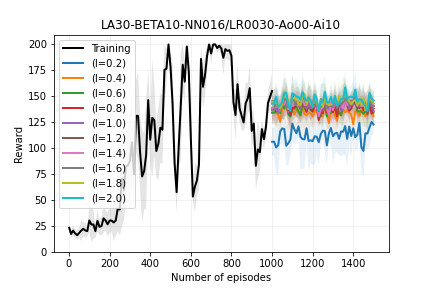 LA30-BETA10-NN016/LR0030-Ao00-Ai10
200
175
150
125
100
75
50
25
0
Reward
Training
(l=0.2)
(l=0.4)
(l=0.6)
(l=0.8)
(l=1.0)
(l=1.2)
(l=1.4)
(l=1.6)
(l=1.8)
(l=2.0)
0 200 400 600 800 1000 1200 1400
Number of episodes